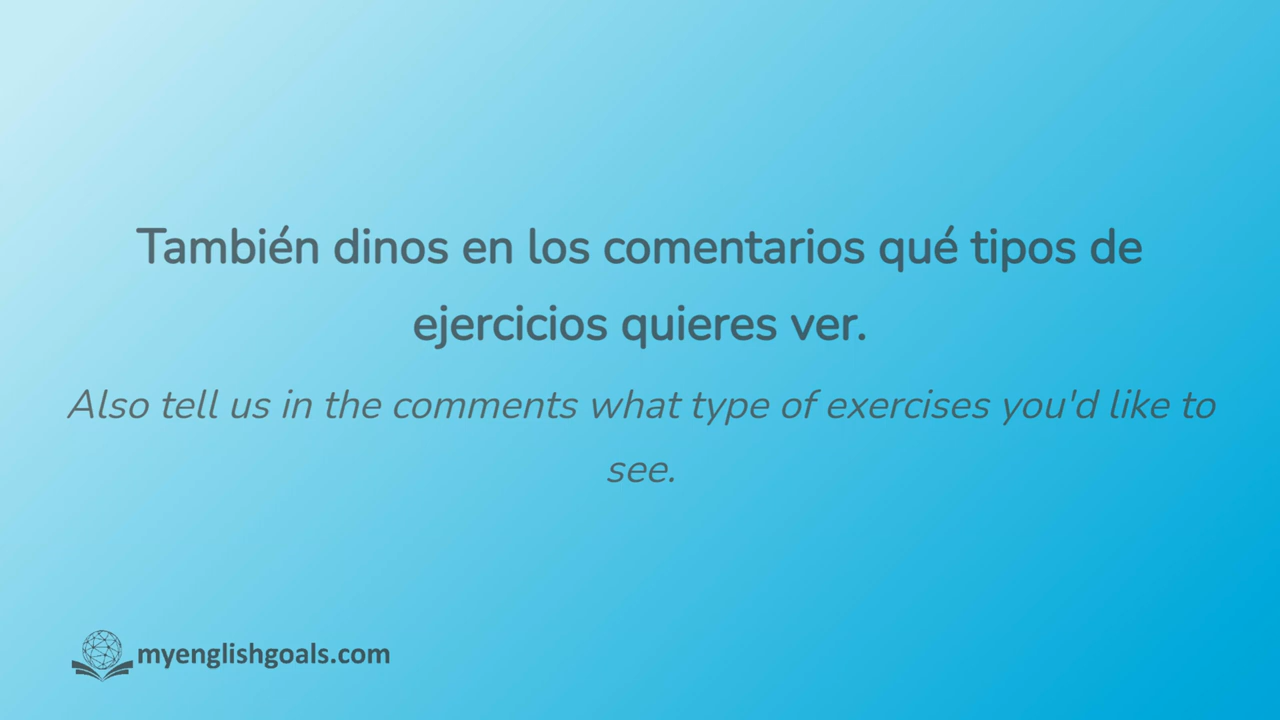 También dinos en los comentarios qué tipos de
ejercicios quieres ver.
Also tell us in the comments what type of exercises you'd like to
see.
myenglishgoals.com